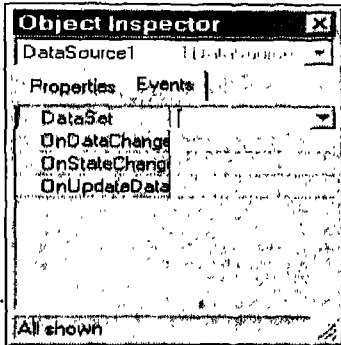 Object Inspector
DataSource1
Properties Events
DataSet
OnDataChange
OnStateChang
OnUpdateData
All shown